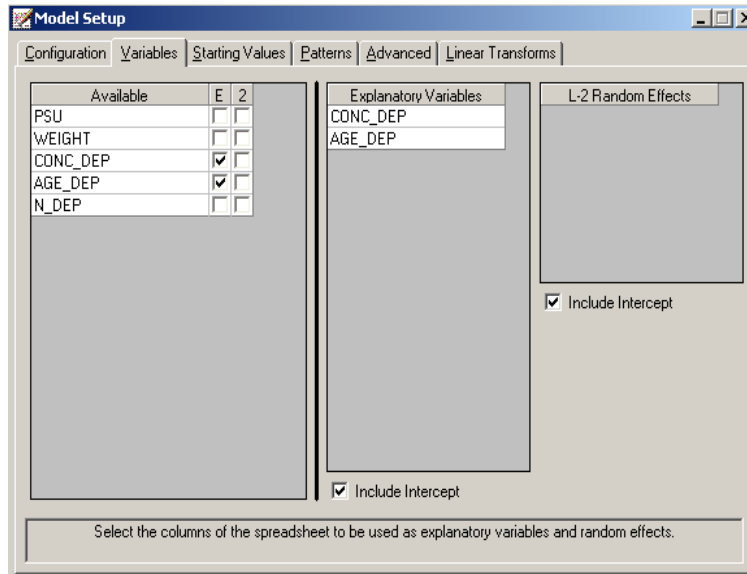 Model Setup
Configuration Variables Starting Values Patterns Advanced Linear Transforms
Available E 2
PSU
WEIGHT
CONC_DEP
AGE_DEP
N_DEP
Explanatory Variables
CONC_DEP
AGE_DEP
Include Intercept
L-2 Random Effects
Include Intercept
Select the columns of the spreadsheet to be used as explanatory variables and random effects.